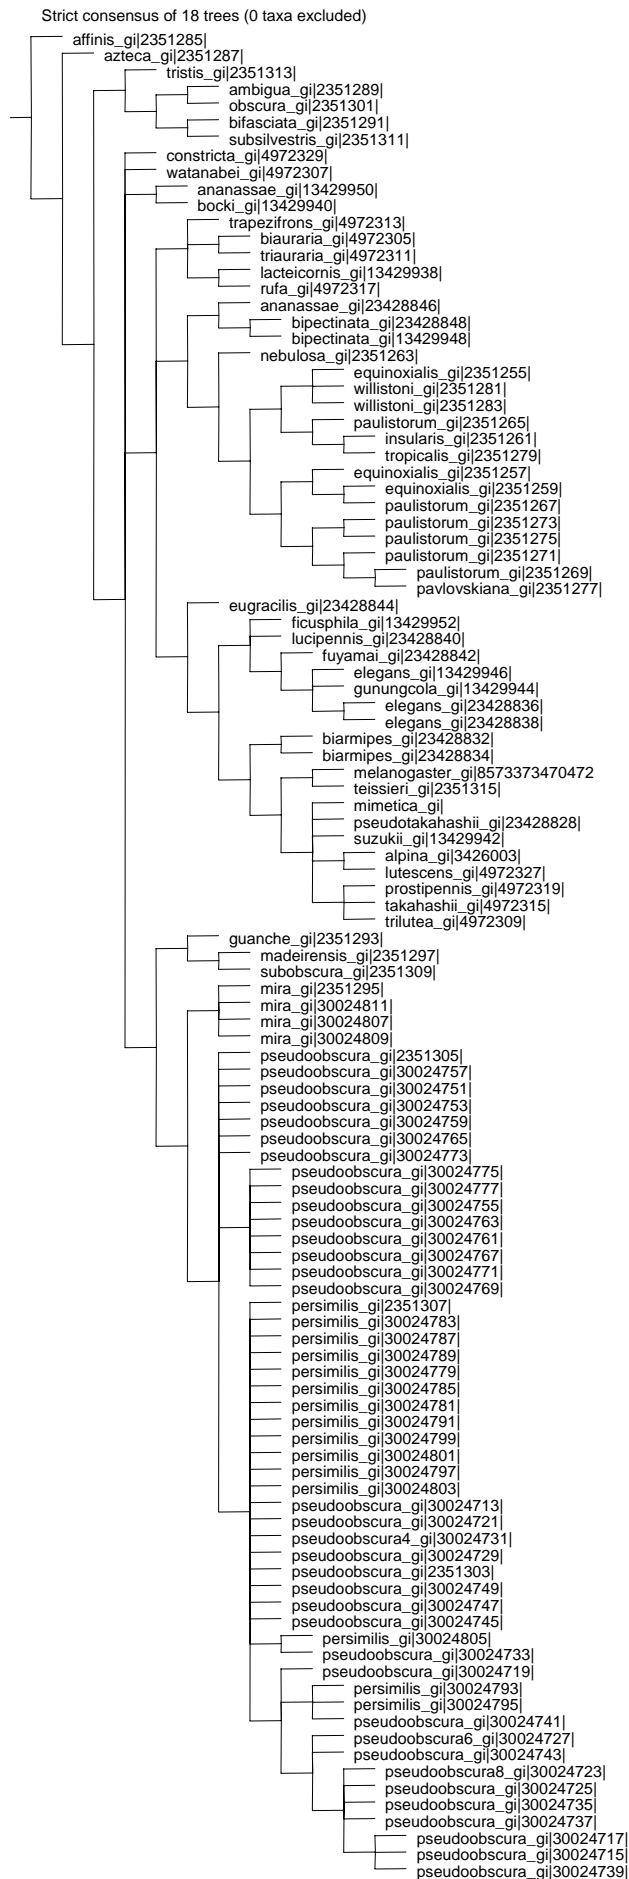 Strict consensus of 18 trees (0 taxa excluded)
affinis_gi|2351285|
azteca_gi|2351287|
tristis_gi|2351313|
ambigua_gi|2351289|
obscura_gi|2351301|
bifasciata_gi|2351291|
subsilvestris_gi|2351311|
constricta_gi|4972329|
watanabei_gi|4972307|
ananassae_gi|13429950|
bocki_gi|13429940|
trapezifrons_gi|4972313|
biauraria_gi|4972305|
triauraria_gi|4972311|
lacteicornis_gi|13429938|
rufa_gi|4972317|
ananassae_gi|23428846|
bipectinata_gi|23428848|
bipectinata_gi|13429948|
nebulosa_gi|2351263|
equinoxialis_gi|2351255|
willistoni_gi|2351281|
willistoni_gi|2351283|
paulistorum_gi|2351265|
insularis_gi|2351261|
tropicalis_gi|2351279|
equinoxialis_gi|2351257|
equinoxialis_gi|2351259|
paulistorum_gi|2351267|
paulistorum_gi|2351273|
paulistorum_gi|2351275|
paulistorum_gi|2351271|
paulistorum_gi|2351269|
pavlovskiana_gi|2351277|
eugracilis_gi|23428844|
ficusphila_gi|13429952|
lucipennis_gi|23428840|
fuyamai_gi|23428842|
elegans_gi|13429946|
gunungcola_gi|13429944|
elegans_gi|23428836|
elegans_gi|23428838|
biarmipes_gi|23428832|
biarmipes_gi|23428834|
melanogaster_gi|8573373470472
teissieri_gi|2351315|
mimetica_gi|
pseudotakahashii_gi|23428828|
suzukii_gi|13429942|
alpina_gi|3426003|
lutescens_gi|4972327|
prostipennis_gi|4972319|
takahashii_gi|4972315|
trilutea_gi|4972309|
guanche_gi|2351293|
madeirensis_gi|2351297|
subobscura_gi|2351309|
mira_gi|2351295|
mira_gi|30024811|
mira_gi|30024807|
mira_gi|30024809|
pseudoobscura_gi|2351305|
pseudoobscura_gi|30024757|
pseudoobscura_gi|30024751|
pseudoobscura_gi|30024753|
pseudoobscura_gi|30024759|
pseudoobscura_gi|30024765|
pseudoobscura_gi|30024773|
pseudoobscura_gi|30024775|
pseudoobscura_gi|30024777|
pseudoobscura_gi|30024755|
pseudoobscura_gi|30024763|
pseudoobscura_gi|30024761|
pseudoobscura_gi|30024767|
pseudoobscura_gi|30024771|
pseudoobscura_gi|30024769|
persimilis_gi|2351307|
persimilis_gi|30024783|
persimilis_gi|30024787|
persimilis_gi|30024789|
persimilis_gi|30024779|
persimilis_gi|30024785|
persimilis_gi|30024781|
persimilis_gi|30024791|
persimilis_gi|30024799|
persimilis_gi|30024801|
persimilis_gi|30024797|
persimilis_gi|30024803|
pseudoobscura_gi|30024713|
pseudoobscura_gi|30024721|
pseudoobscura4_gi|30024731|
pseudoobscura_gi|30024729|
pseudoobscura_gi|2351303|
pseudoobscura_gi|30024749|
pseudoobscura_gi|30024747|
pseudoobscura_gi|30024745|
persimilis_gi|30024805|
pseudoobscura_gi|30024733|
pseudoobscura_gi|30024719|
persimilis_gi|30024793|
persimilis_gi|30024795|
pseudoobscura_gi|30024741|
pseudoobscura6_gi|30024727|
pseudoobscura_gi|30024743|
pseudoobscura8_gi|30024723|
pseudoobscura_gi|30024725|
pseudoobscura_gi|30024735|
pseudoobscura_gi|30024737|
pseudoobscura_gi|30024717|
pseudoobscura_gi|30024715|
pseudoobscura_gi|30024739|